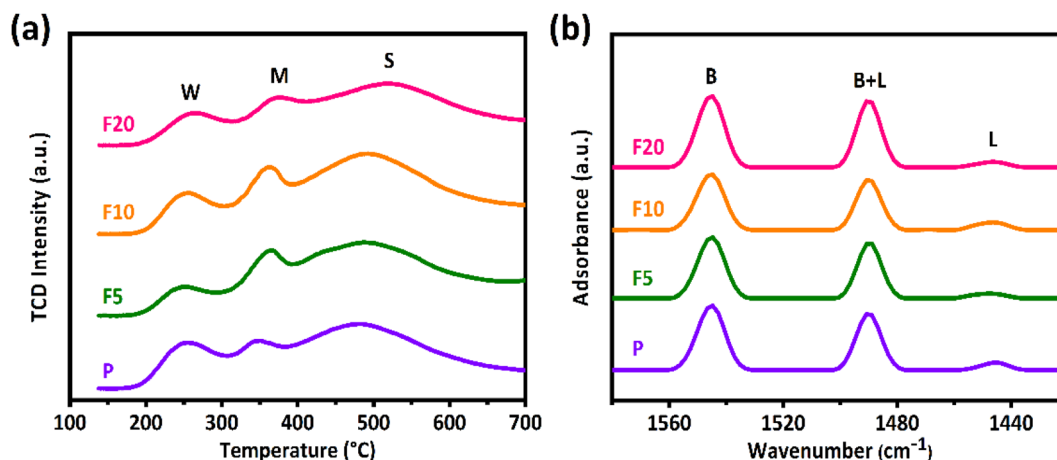 (a)
TCD Intensity (a.u.)
W
M
S
F20
F10
F5
P
100 200 300 400 500 600 700
Temperature (°C)
(b)
Adsorbance (a.u.)
B
B+L
L
F20
F10
F5
P
1560 1520 1480 1440
Wavenumber (cm⁻¹)